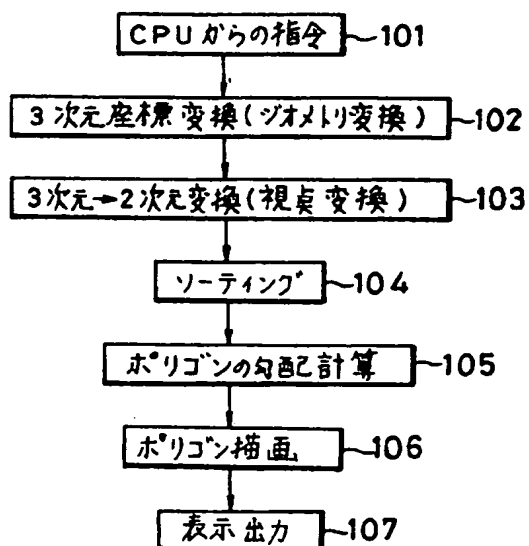 CPUからの指令 101
3次元座標変換(ジオメトリ変換) 102
3次元→2次元変換(視点変換) 103
ソーティング 104
ポリゴンの勾配計算 105
ポリゴン描画 106
表示出力 107